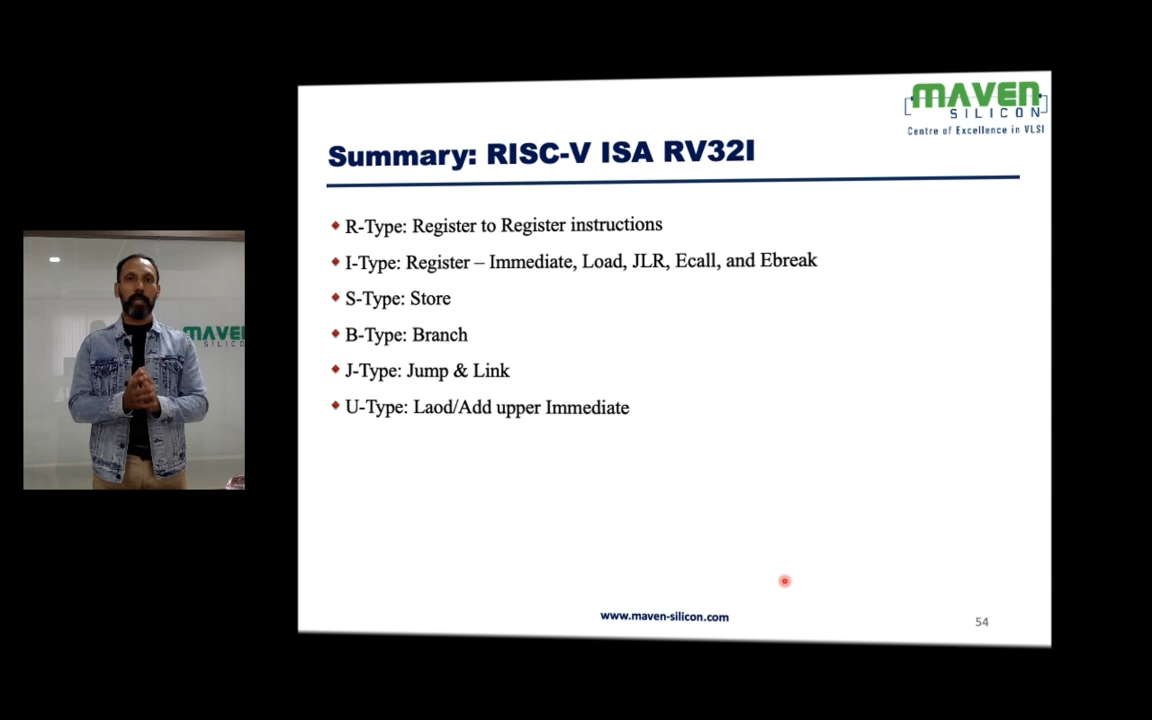 MAVEN
SILICON
Centre of Excellence in VLSI
Summary: RISC-V ISA RV32I
R-Type: Register to Register instructions
I-Type: Register – Immediate, Load, JLR, Ecall, and Ebreak
S-Type: Store
B-Type: Branch
J-Type: Jump & Link
U-Type: Laod/Add upper Immediate
www.maven-silicon.com
54
MAVE
SILICO